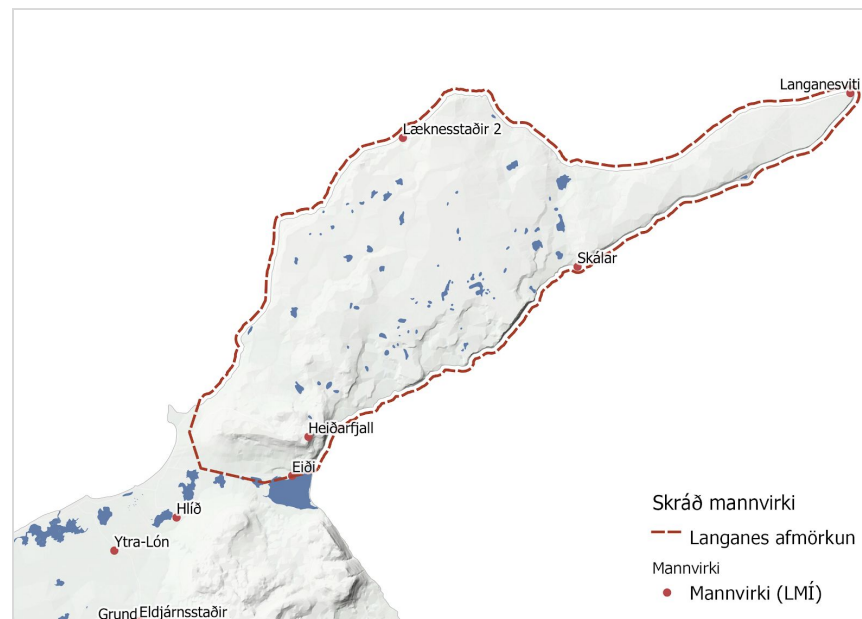 Langanesviti
Læknesstaðir 2
Skálar
Heiðarfjall
Eiði
Hlíð
Ytra-Lón
Grund
Eldjárnsstaðir
Skráð mannvirki
Langanes afmörkun
Mannvirki
Mannvirki (LMÍ)